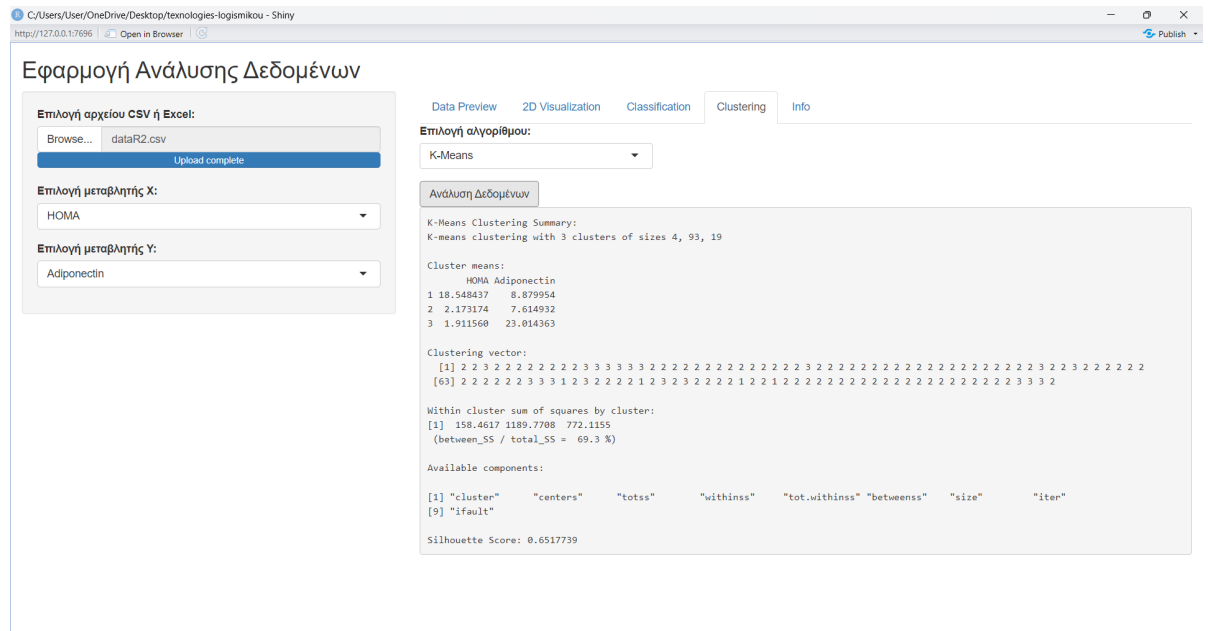 C:/Users/User/OneDrive/Desktop/texnologies-logismikou - Shiny
http://127.0.0.1:7696 Open in Browser Publish
Εφαρμογή Ανάλυσης Δεδομένων
Επιλογή αρχείου CSV ή Excel:
Browse... dataR2.csv
Upload complete
Επιλογή μεταβλητής X:
HOMA
Επιλογή μεταβλητής Y:
Adiponectin
Data Preview 2D Visualization Classification Clustering Info
Επιλογή αλγορίθμου:
K-Means
Ανάλυση Δεδομένων
K-Means Clustering Summary:
K-means clustering with 3 clusters of sizes 4, 93, 19
Cluster means:
HOMA Adiponectin
1 18.548437 8.879954
2 2.173174 7.614932
3 1.911560 23.014363
Clustering vector:
[1] 2 2 3 2 2 2 2 2 2 2 2 3 3 3 3 3 3 2 2 2 2 2 2 2 2 2 2 2 2 2 2 3 2 2 2 2 2 2 2 2 2 2 2 2 2 2 2 2 2 2 2 2 3 2 2 3 2 2 2 2 2 2
[63] 2 2 2 2 2 2 3 3 3 1 2 3 2 2 2 2 1 2 3 2 3 2 2 2 2 1 2 2 1 2 2 2 2 2 2 2 2 2 2 2 2 2 2 2 2 2 2 2 2 2 3 3 3 2
Within cluster sum of squares by cluster:
[1] 158.4617 1189.7708 772.1155
(between_SS / total_SS = 69.3 %)
Available components:
[1] "cluster" "centers" "totss" "withinss" "tot.withinss" "betweenss" "size" "iter"
[9] "ifault"
Silhouette Score: 0.6517739